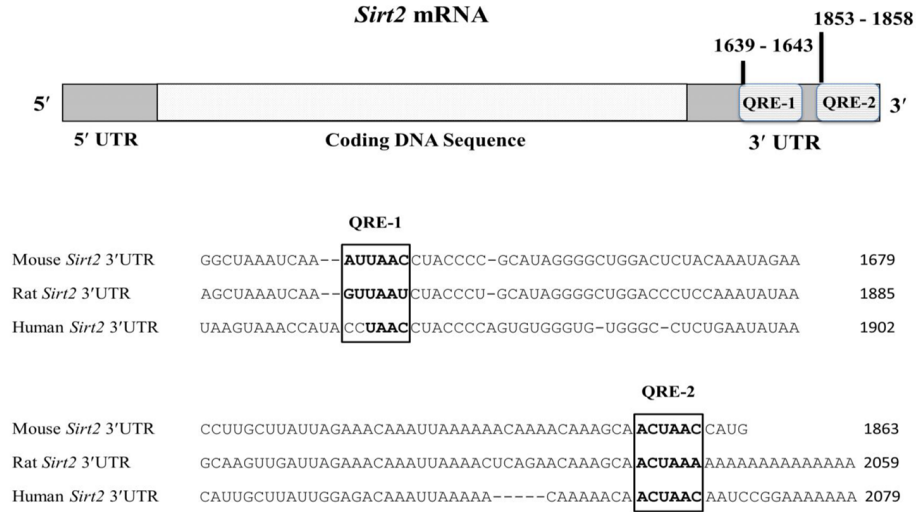 Sirt2 mRNA
1853 - 1858
1639 - 1643
5′ QRE-1 QRE-2 3′
5′ UTR Coding DNA Sequence 3′ UTR
QRE-1
Mouse Sirt2 3′UTR GGCUAAAUCAA--AUUAACCUACCCC-GCAUAGGGGCUGGACUCUACAAAUAGAA 1679
Rat Sirt2 3′UTR AGCUAAAUCAA--GUUAAUCUACCCU-GCAUAGGGGCUGGACCCUCCAAAUAUAA 1885
Human Sirt2 3′UTR UAAGUAAACCAUACCUAACCUACCCCAGUGUGGGUG-UGGGC-CUCUGAAUAUAA 1902
QRE-2
Mouse Sirt2 3′UTR CCUUGCUUAUUAGAAACAAAUUAAAAAACAAAACAAAGCAAACUAACCAUG 1863
Rat Sirt2 3′UTR GCAAGUUGAUUAGAAACAAAUUAAAACUCAGAACAAAGCAAACUAAAAAAAAAAAAAAAAA 2059
Human Sirt2 3′UTR CAUUGCUUAUUGGAGACAAAUUAAAAA-----CAAAAACAACUAACAAUCCGGAAAAAAA 2079